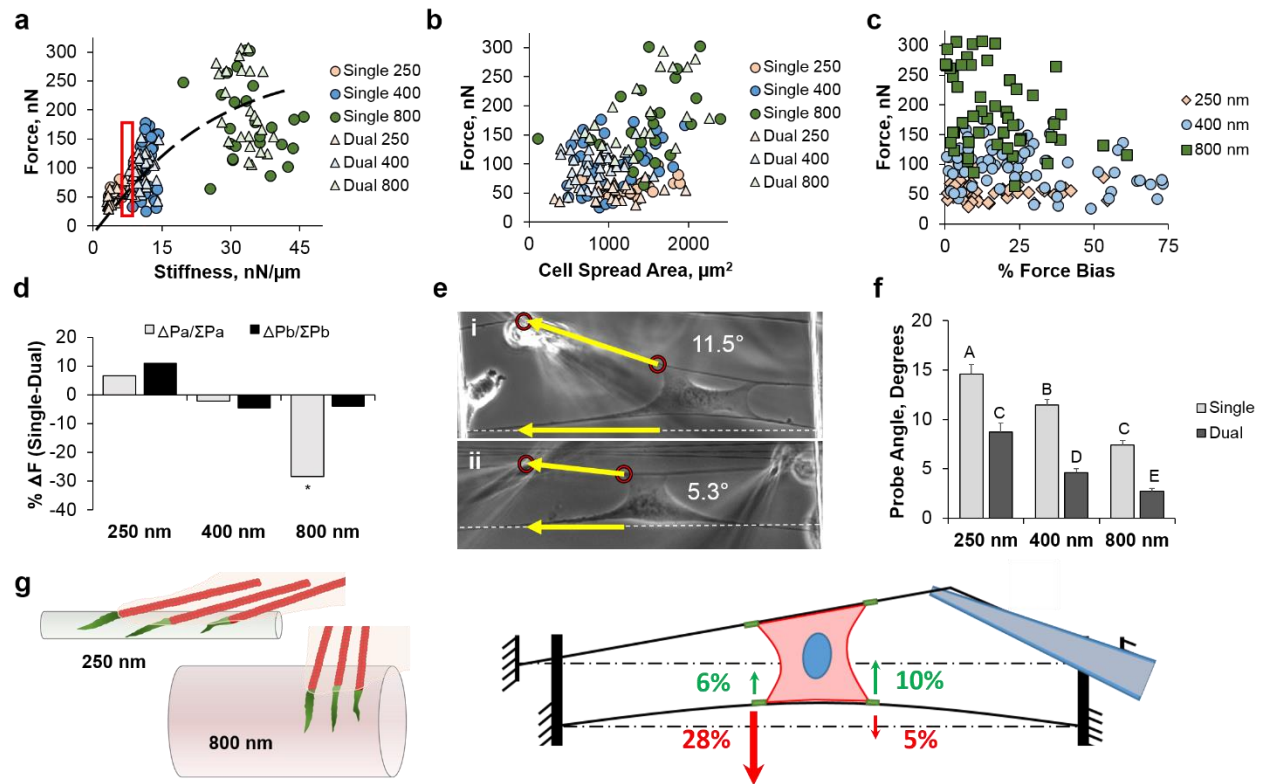 a
Force, nN
300
250
200
150
100
50
0
0
15
30
45
Stiffness, nN/µm
Single 250
Single 400
Single 800
Dual 250
Dual 400
Dual 800
b
Force, nN
300
250
200
150
100
50
0
0
1000
2000
Cell Spread Area, µm²
Single 250
Single 400
Single 800
Dual 250
Dual 400
Dual 800
c
Force, nN
300
250
200
150
100
50
0
0
25
50
75
% Force Bias
250 nm
400 nm
800 nm
d
% ΔF (Single-Dual)
20
10
0
-10
-20
-30
-40
ΔPa/ΣPa
ΔPb/ΣPb
*
250 nm
400 nm
800 nm
e
i
11.5°
ii
5.3°
f
Probe Angle, Degrees
20
15
10
5
0
A
C
B
D
C
E
250 nm
400 nm
800 nm
Single
Dual
g
250 nm
800 nm
6%
10%
28%
5%